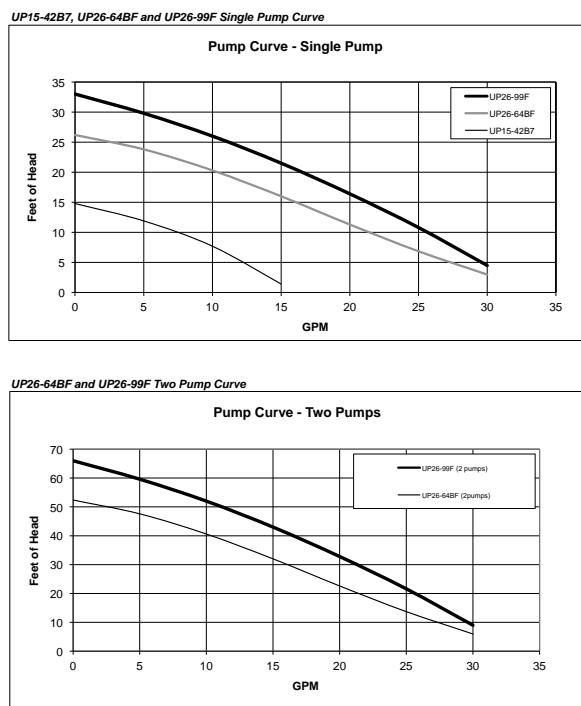 UP15-42B7, UP26-64BF and UP26-99F Single Pump Curve
Pump Curve - Single Pump
Feet of Head
35
30
25
20
15
10
5
0
UP26-99F
UP26-64BF
UP15-42B7
0 5 10 15 20 25 30 35
GPM
UP26-64BF and UP26-99F Two Pump Curve
Pump Curve - Two Pumps
Feet of Head
70
60
50
40
30
20
10
0
UP26-99F (2 pumps)
UP26-64BF (2pumps)
0 5 10 15 20 25 30 35
GPM